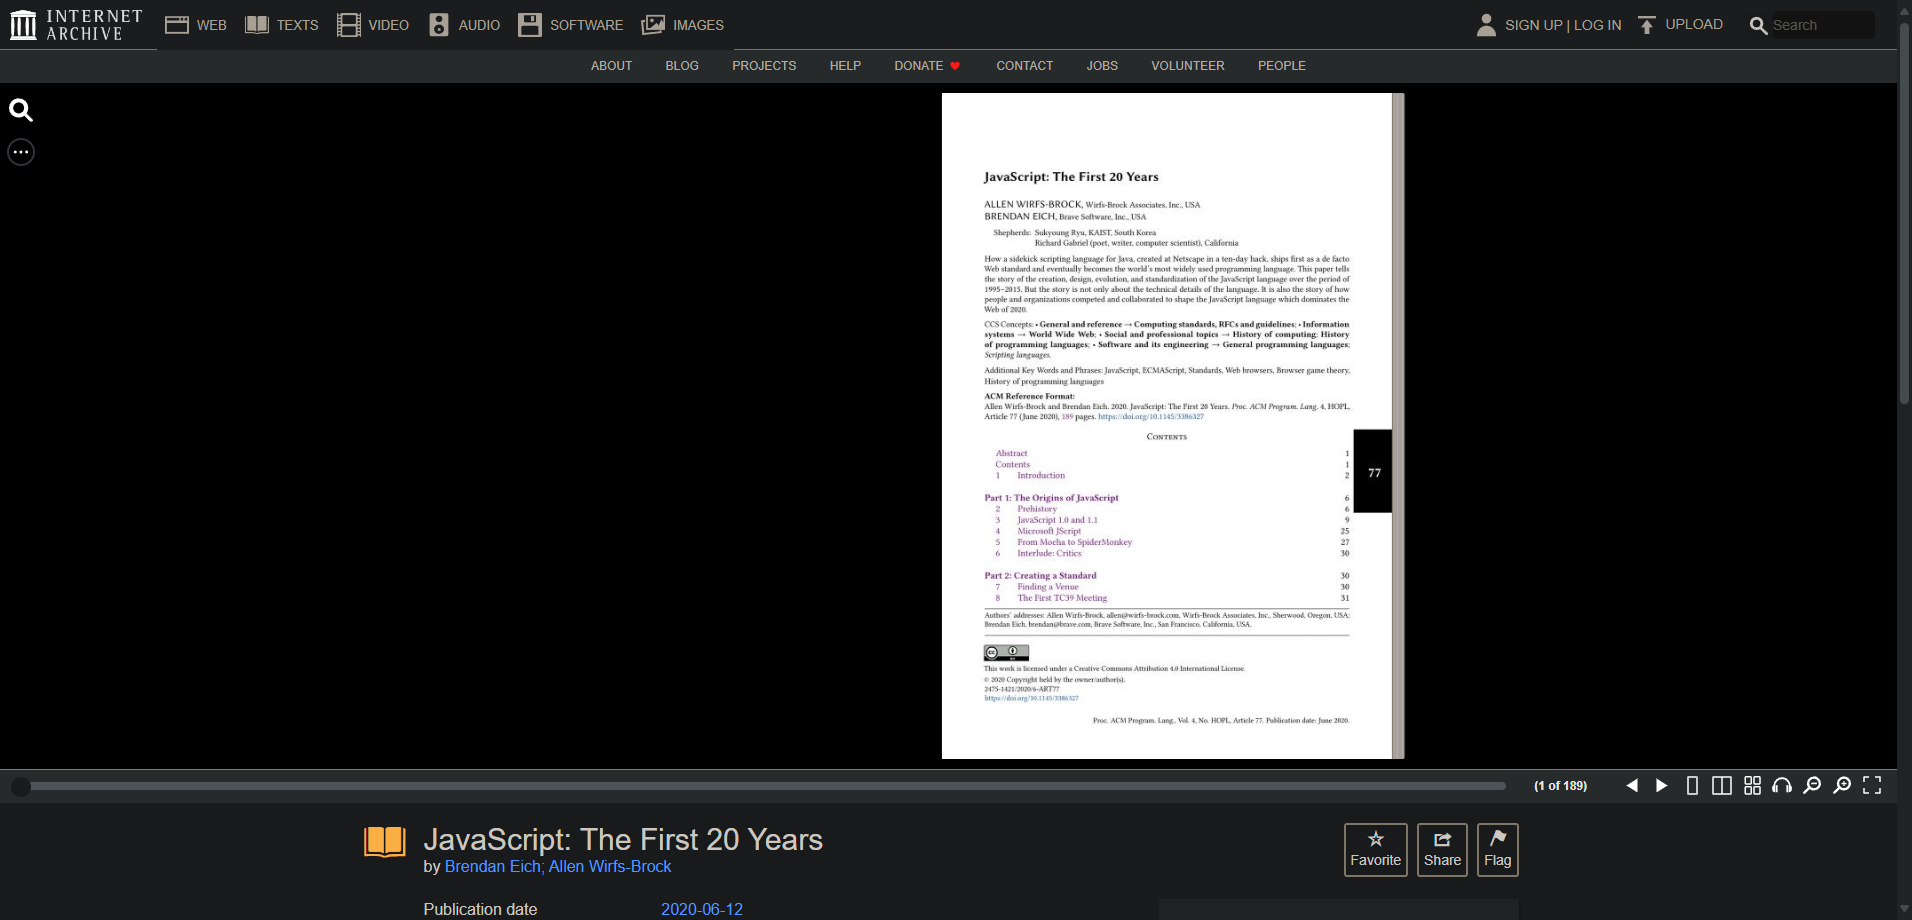 INTERNET
ARCHIVE
WEB
TEXTS
VIDEO
AUDIO
SOFTWARE
IMAGES
SIGN UP | LOG IN
UPLOAD
Search
ABOUT
BLOG
PROJECTS
HELP
DONATE
CONTACT
JOBS
VOLUNTEER
PEOPLE
JavaScript: The First 20 Years
ALLEN WIRFS-BROCK, Wirfs-Brock Associates, Inc., USA
BRENDAN EICH, Brave Software, Inc., USA
Shepherds: Sukyoung Ryu, KAIST, South Korea
Richard Gabriel (poet, writer, computer scientist), California
How a sidekick scripting language for Java, created at Netscape in a ten-day hack, ships first as a de facto
Web standard and eventually becomes the world's most widely used programming language. This paper tells
the story of the creation, design, evolution, and standardization of the JavaScript language over the period of
1995–2015. But the story is not only about the technical details of the language. It is also the story of how
people and organizations competed and collaborated to shape the JavaScript language which dominates the
Web of 2020.
CCS Concepts: • General and reference → Computing standards, RFCs and guidelines; • Information
systems → World Wide Web; • Social and professional topics → History of computing; History
of programming languages; • Software and its engineering → General programming languages;
Scripting languages.
Additional Key Words and Phrases: JavaScript, ECMAScript, Standards, Web browsers, Browser game theory,
History of programming languages
ACM Reference Format:
Allen Wirfs-Brock and Brendan Eich. 2020. JavaScript: The First 20 Years. Proc. ACM Program. Lang. 4, HOPL,
Article 77 (June 2020), 189 pages. https://doi.org/10.1145/3386327
CONTENTS
Abstract 1
Contents 1
1 Introduction 2
Part 1: The Origins of JavaScript 6
2 Prehistory 6
3 JavaScript 1.0 and 1.1 9
4 Microsoft JScript 25
5 From Mocha to SpiderMonkey 27
6 Interlude: Critics 30
Part 2: Creating a Standard 30
7 Finding a Venue 30
8 The First TC39 Meeting 31
77
Authors' addresses: Allen Wirfs-Brock, allen@wirfs-brock.com, Wirfs-Brock Associates, Inc., Sherwood, Oregon, USA;
Brendan Eich, brendan@brave.com, Brave Software, Inc., San Francisco, California, USA.
This work is licensed under a Creative Commons Attribution 4.0 International License.
© 2020 Copyright held by the owner/author(s).
2475-1421/2020/6-ART77
https://doi.org/10.1145/3386327
Proc. ACM Program. Lang., Vol. 4, No. HOPL, Article 77. Publication date: June 2020.
(1 of 189)
JavaScript: The First 20 Years
by Brendan Eich; Allen Wirfs-Brock
Favorite
Share
Flag
Publication date 2020-06-12